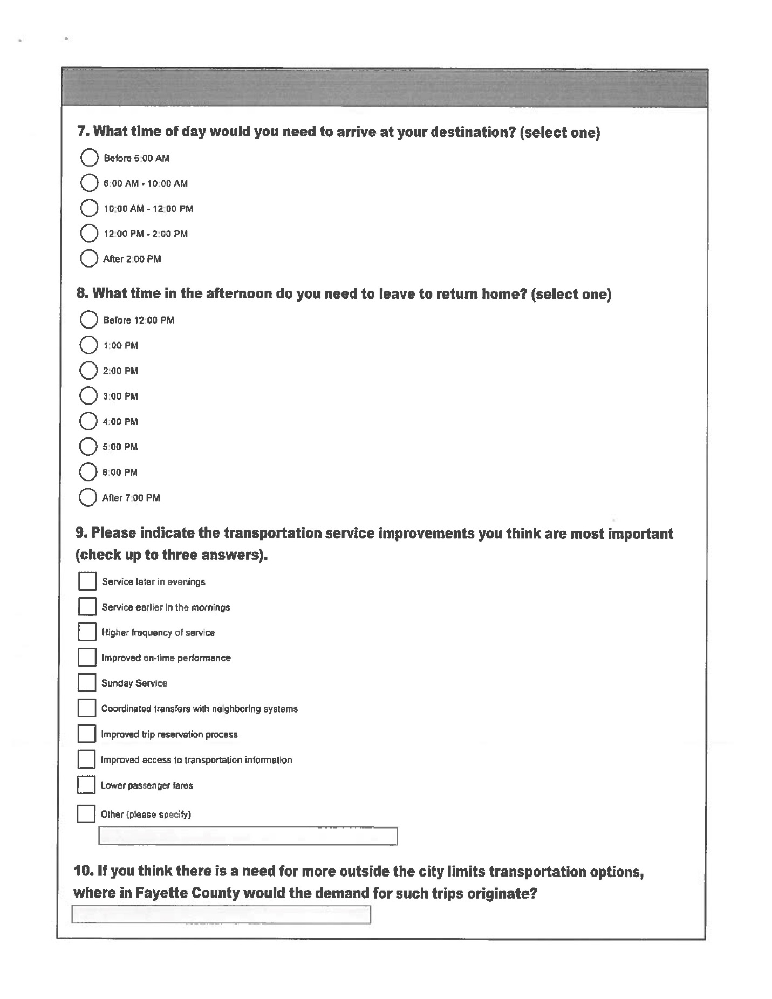 7. What time of day would you need to arrive at your destination? (select one)
Before 6:00 AM
6:00 AM - 10:00 AM
10:00 AM - 12:00 PM
12:00 PM - 2:00 PM
After 2:00 PM
8. What time in the afternoon do you need to leave to return home? (select one)
Before 12:00 PM
1:00 PM
2:00 PM
3:00 PM
4:00 PM
5:00 PM
6:00 PM
After 7:00 PM
9. Please indicate the transportation service improvements you think are most important
(check up to three answers).
Service later in evenings
Service earlier in the mornings
Higher frequency of service
Improved on-time performance
Sunday Service
Coordinated transfers with neighboring systems
Improved trip reservation process
Improved access to transportation information
Lower passenger fares
Other (please specify)
10. If you think there is a need for more outside the city limits transportation options,
where in Fayette County would the demand for such trips originate?